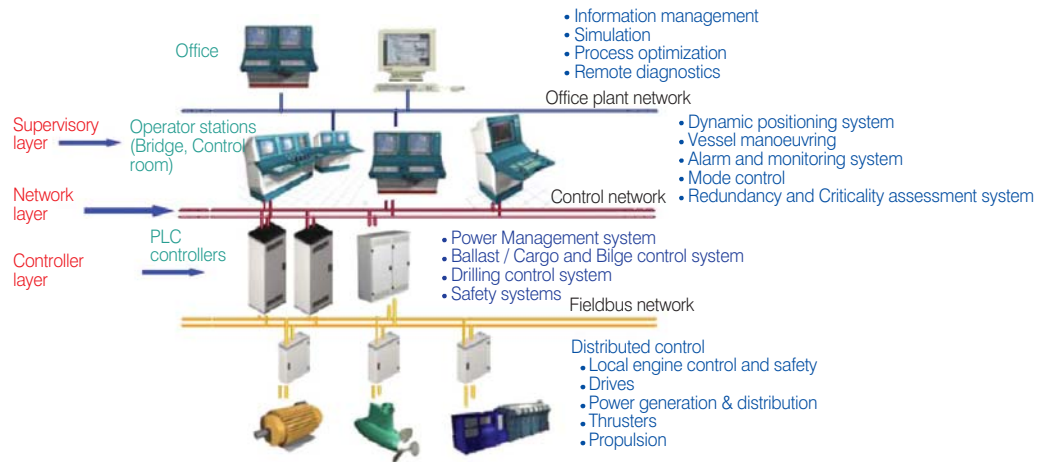 Office
• Information management
• Simulation
• Process optimization
• Remote diagnostics
Office plant network
Supervisory
layer
Operator stations
(Bridge, Control
room)
• Dynamic positioning system
• Vessel manoeuvring
• Alarm and monitoring system
• Mode control
• Redundancy and Criticality assessment system
Network
layer
Control network
PLC
controllers
Controller
layer
• Power Management system
• Ballast / Cargo and Bilge control system
• Drilling control system
• Safety systems
Fieldbus network
Distributed control
• Local engine control and safety
• Drives
• Power generation & distribution
• Thrusters
• Propulsion